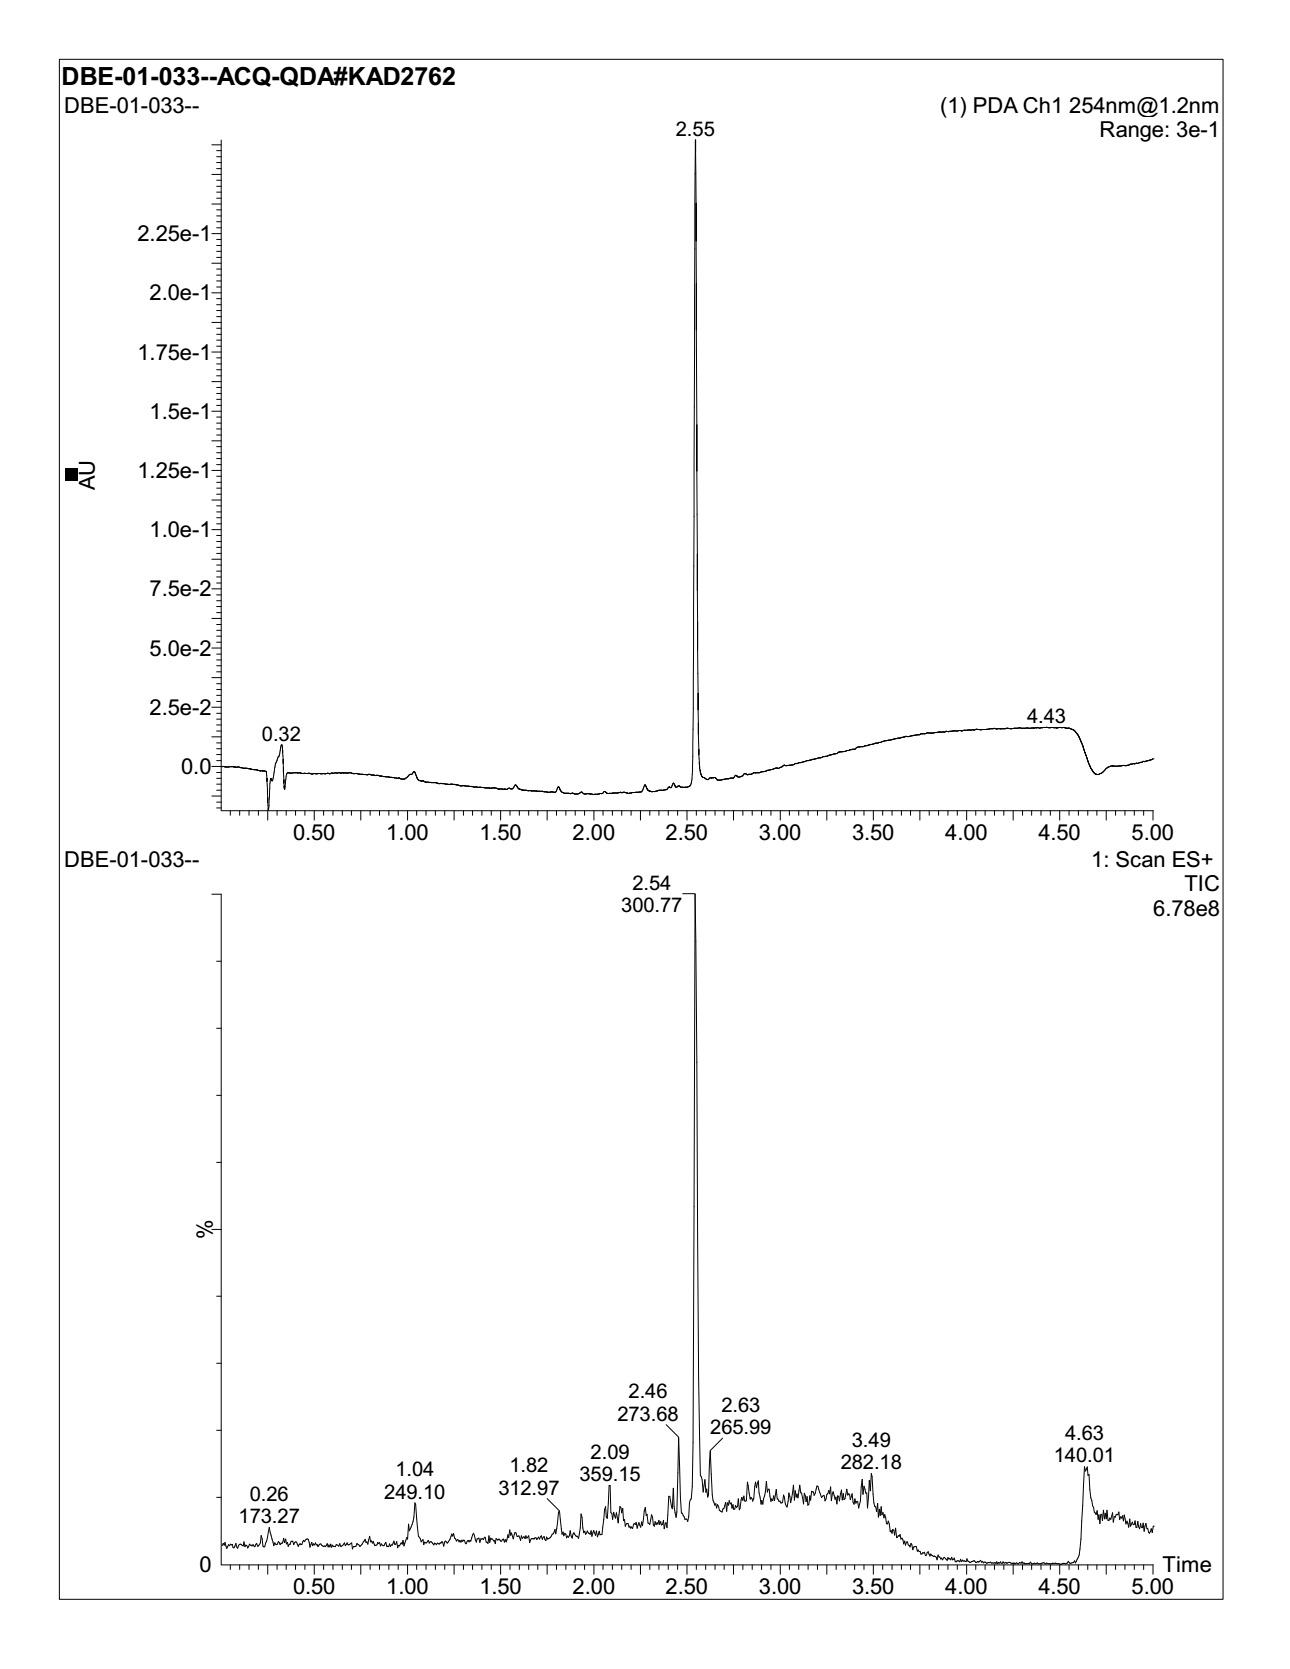 DBE-01-033--ACQ-QDA#KAD2762
DBE-01-033--
(1) PDA Ch1 254nm@1.2nm
Range: 3e-1
2.55
2.25e-1
2.0e-1
1.75e-1
1.5e-1
AU
1.25e-1
1.0e-1
7.5e-2
5.0e-2
2.5e-2
0.0
0.32
4.43
0.50 1.00 1.50 2.00 2.50 3.00 3.50 4.00 4.50 5.00
DBE-01-033--
1: Scan ES+
TIC
6.78e8
2.54
300.77
%
2.46
273.68
2.63
265.99
2.09
359.15
3.49
282.18
4.63
140.01
1.82
312.97
1.04
249.10
0.26
173.27
0
Time
0.50 1.00 1.50 2.00 2.50 3.00 3.50 4.00 4.50 5.00